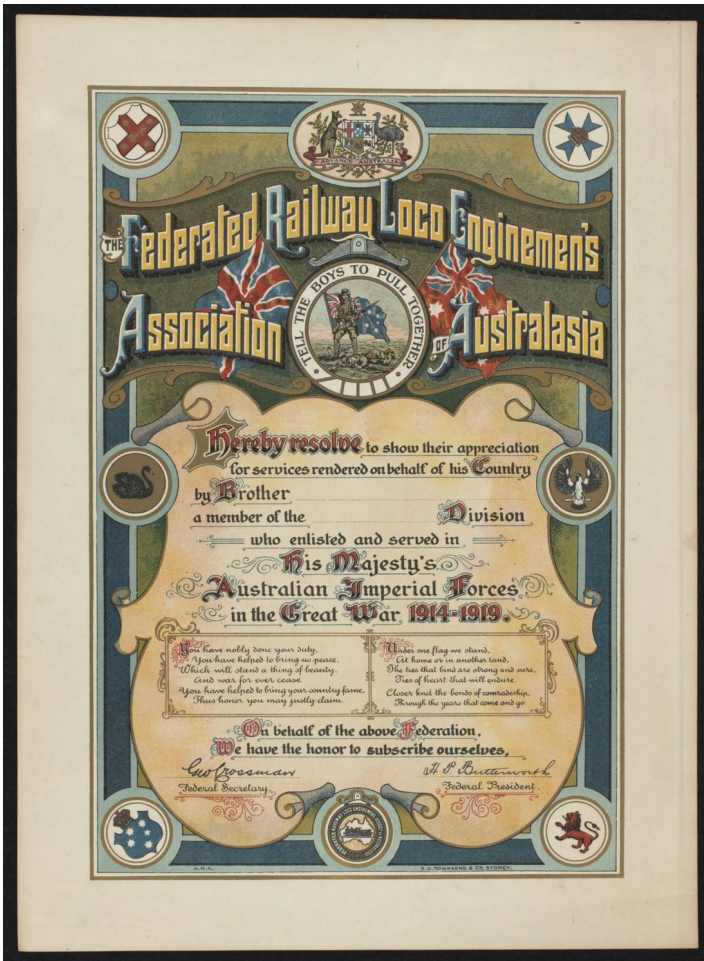 ADVANCE AUSTRALIA
THE Federated Railway Loco Enginemen's
Association OF Australasia
TELL THE BOYS TO PULL TOGETHER
Hereby resolve to show their appreciation
for services rendered on behalf of his Country
by Brother
a member of the Division
who enlisted and served in
His Majesty's
Australian Imperial Forces
in the Great War 1914-1919.
You have nobly done your duty,
You have helped to bring us peace,
Which will stand a thing of beauty,
And war for ever cease.
You have helped to bring your country fame,
Thus honor you may justly claim.
Under one flag we stand,
At home or in another land.
The ties that bind are strong and sure,
Ties of heart that will endure.
Closer knit the bonds of comradeship,
Through the years that come and go
On behalf of the above Federation,
We have the honor to subscribe ourselves,
Geo Crossman
Federal Secretary
H. P. Butterworth
Federal President
FEDERATED RAILWAY LOCO ENGINEMENS ASSOC
S. D. TOWNSEND & CO. SYDNEY.